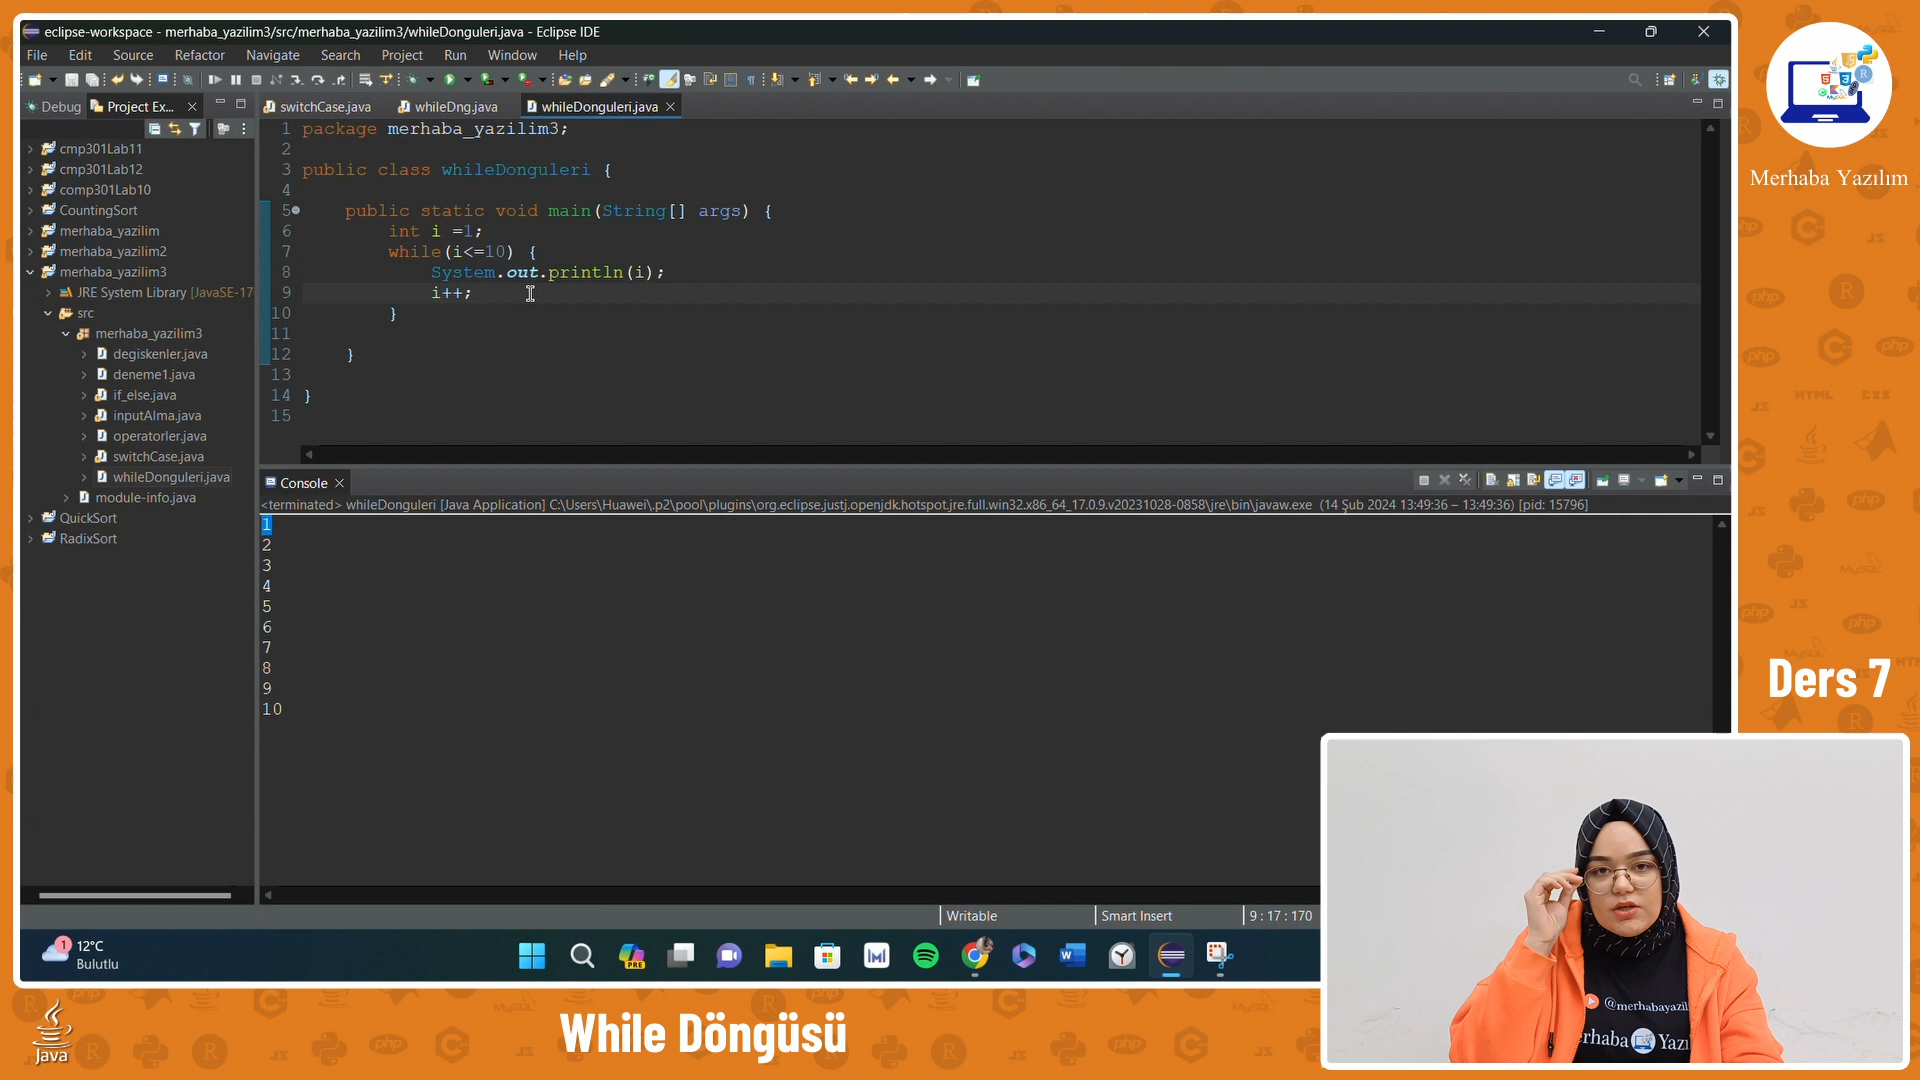 eclipse-workspace - merhaba_yazilim3/src/merhaba_yazilim3/whileDonguleri.java - Eclipse IDE
File Edit Source Refactor Navigate Search Project Run Window Help
Debug Project Ex...
switchCase.java whileDng.java whileDonguleri.java
cmp301Lab11
cmp301Lab12
comp301Lab10
CountingSort
merhaba_yazilim
merhaba_yazilim2
merhaba_yazilim3
JRE System Library [JavaSE-17
src
merhaba_yazilim3
degiskenler.java
deneme1.java
if_else.java
inputAlma.java
operatorler.java
switchCase.java
whileDonguleri.java
module-info.java
QuickSort
RadixSort
1 package merhaba_yazilim3;
2
3 public class whileDonguleri {
4
5 public static void main(String[] args) {
6 int i =1;
7 while(i<=10) {
8 System.out.println(i);
9 i++;
10 }
11
12 }
13
14 }
15
Console
<terminated> whileDonguleri [Java Application] C:\Users\Huawei\.p2\pool\plugins\org.eclipse.justj.openjdk.hotspot.jre.full.win32.x86_64_17.0.9.v20231028-0858\jre\bin\javaw.exe (14 Şub 2024 13:49:36 – 13:49:36) [pid: 15796]
1
2
3
4
5
6
7
8
9
10
Writable Smart Insert 9 : 17 : 170
1
12°C
Bulutlu
PRE
Merhaba Yazılım
Ders 7
@merhabayazil
rhaba Yazı
Java
While Döngüsü